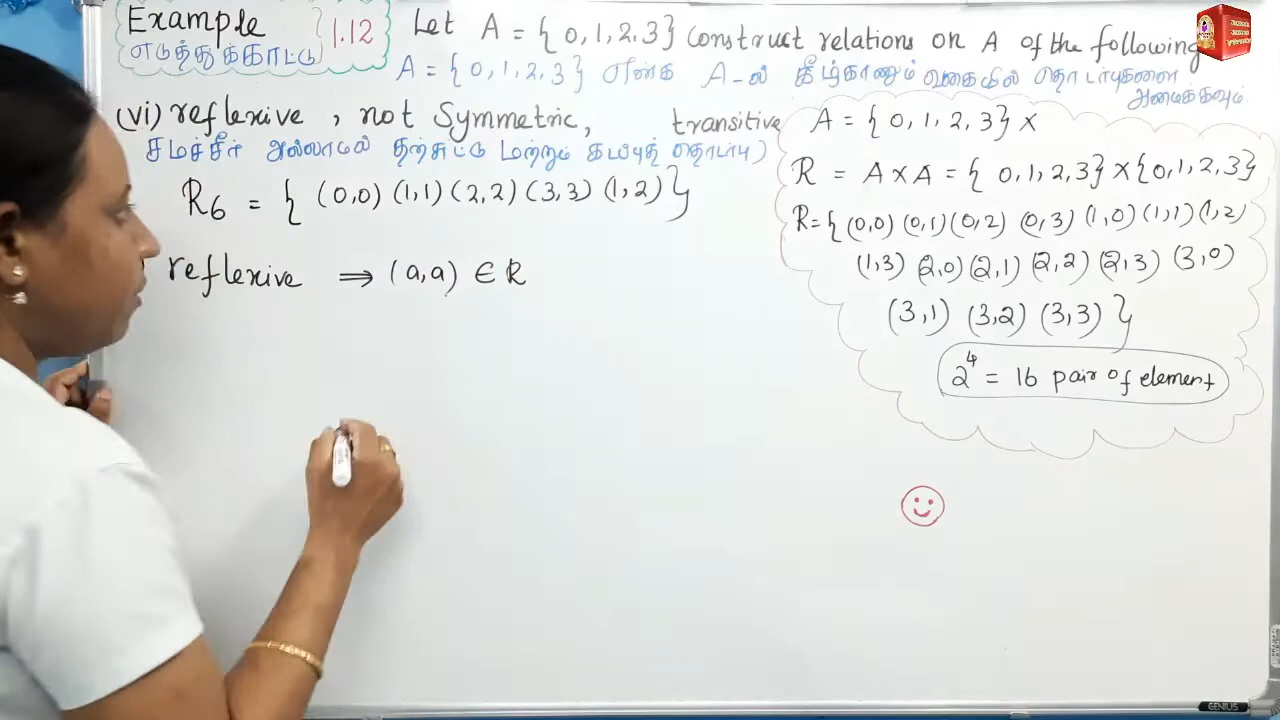 Example
எடுத்துக்காட்டு
1.12
Let A = {0,1,2,3} construct relations on A of the following
A = {0,1,2,3} என்க A-ல் கீழ்காணும் வகையில் தொடர்புகளை
அமைக்கவும்.
(vi) reflexive, not Symmetric, transitive
சமச்சீர் அல்லாமல் தற்சுட்டு மற்றும் கடப்புத் தொடர்பு)
R6 = { (0,0) (1,1) (2,2) (3,3) (1,2) }
reflexive ⇒ (a,a) ∈ R
A = {0,1,2,3} ×
R = A×A = {0,1,2,3} × {0,1,2,3}
R = { (0,0) (0,1) (0,2) (0,3) (1,0) (1,1) (1,2)
(1,3) (2,0) (2,1) (2,2) (2,3) (3,0)
(3,1) (3,2) (3,3) }
2⁴ = 16 pair of element
GENIUS